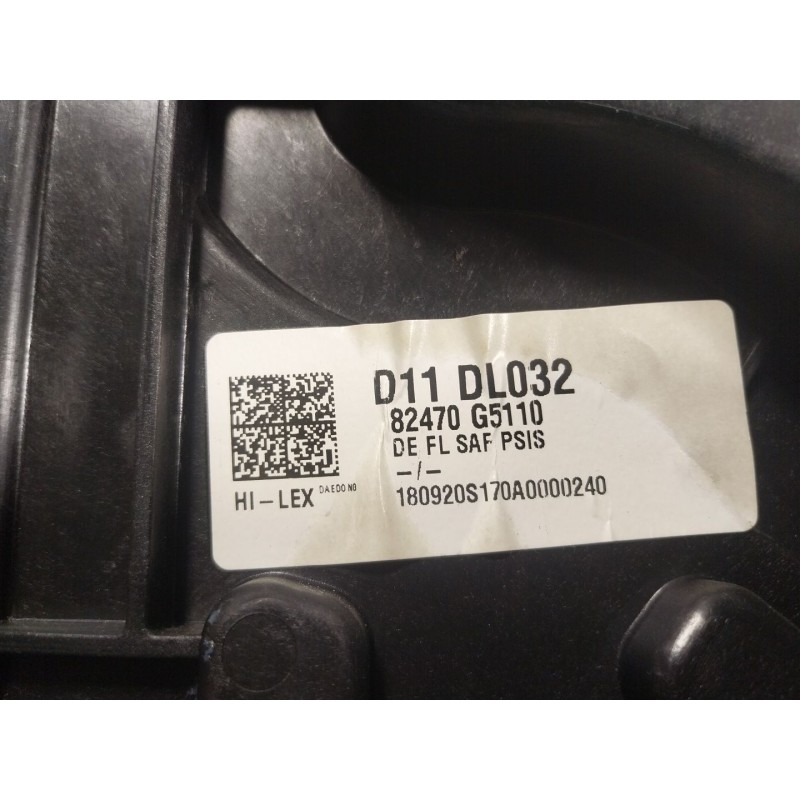 D11 DL032
82470 G5110
DE FL SAF PSIS
-/-
HI-LEX DAEDONG
180920S170A0000240